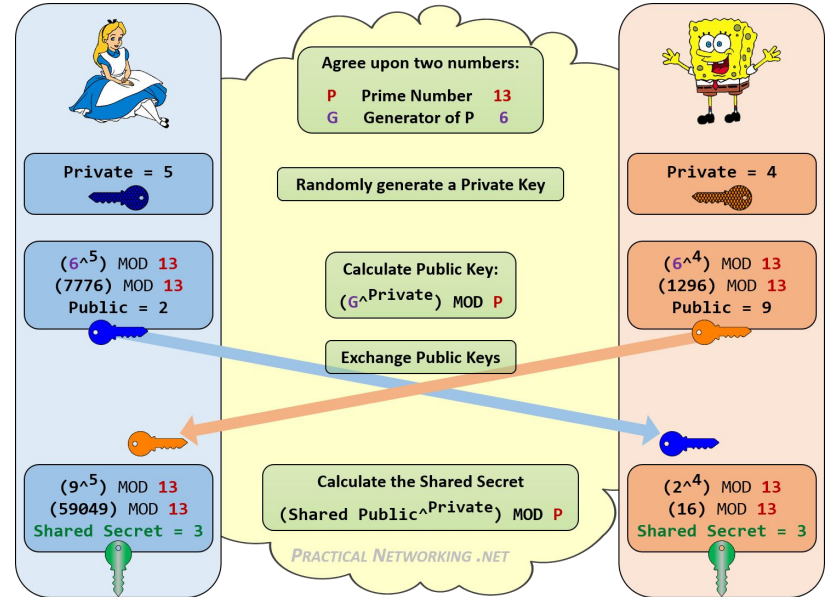 Agree upon two numbers:
P Prime Number 13
G Generator of P 6
Private = 5
Randomly generate a Private Key
Private = 4
(6^5) MOD 13
(7776) MOD 13
Public = 2
Calculate Public Key:
(G^Private) MOD P
(6^4) MOD 13
(1296) MOD 13
Public = 9
Exchange Public Keys
(9^5) MOD 13
(59049) MOD 13
Shared Secret = 3
Calculate the Shared Secret
(Shared Public^Private) MOD P
(2^4) MOD 13
(16) MOD 13
Shared Secret = 3
PRACTICAL NETWORKING .NET